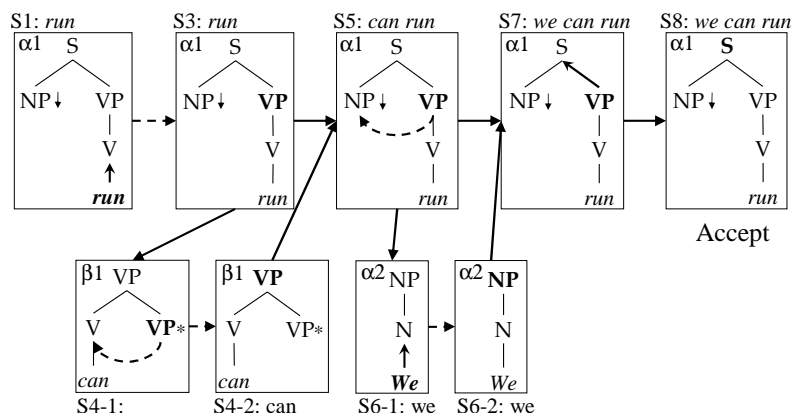 S1: run S3: run S5: can run S7: we can run S8: we can run
α1 S α1 S α1 S α1 S α1 S
NP↓ VP NP↓ VP NP↓ VP NP↓ VP NP↓ VP
V V V V V
run run run run run
Accept
β1 VP β1 VP α2 NP α2 NP
V VP* V VP* N N
can can We We
S4-1: S4-2: can S6-1: we S6-2: we